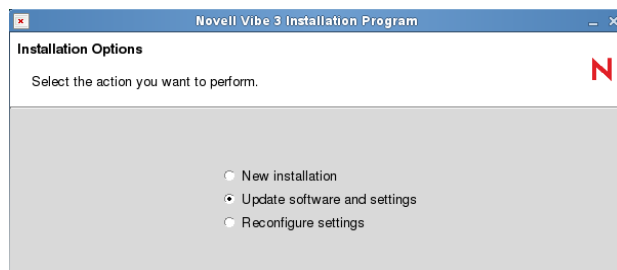 Novell Vibe 3 Installation Program
Installation Options
Select the action you want to perform.
N
New installation
Update software and settings
Reconfigure settings